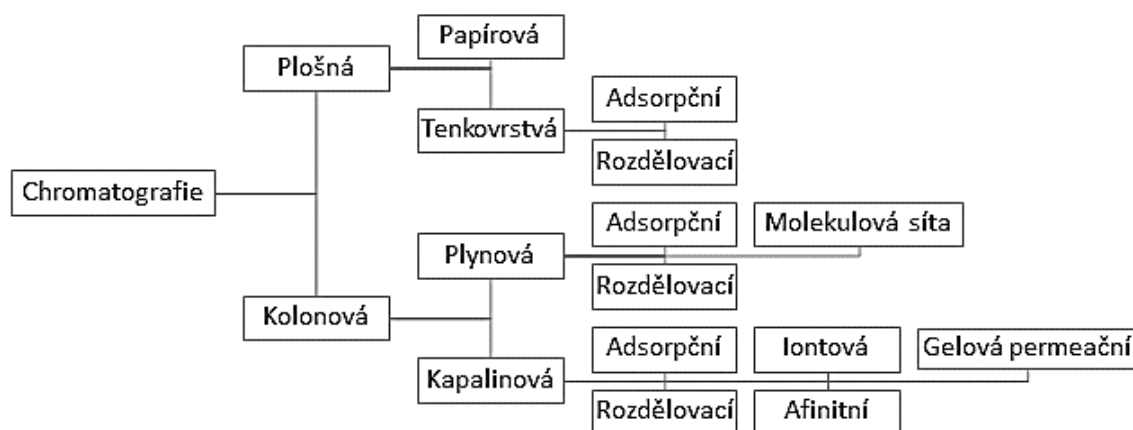 Papírová
Plošná
Adsorpční
Tenkovrstvá
Rozdělovací
Chromatografie
Adsorpční
Molekulová síta
Plynová
Rozdělovací
Kolonová
Adsorpční
Iontová
Gelová permeační
Kapalinová
Rozdělovací
Afinitní